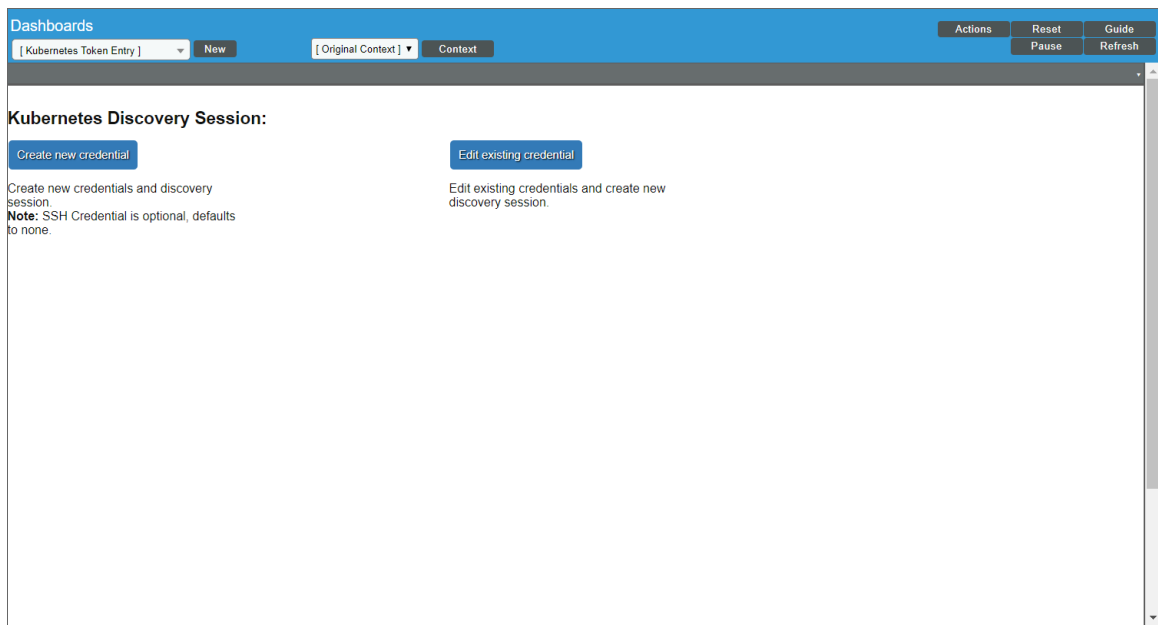 Dashboards
[ Kubernetes Token Entry ] New [ Original Context ] Context
Actions Reset Guide
Pause Refresh
Kubernetes Discovery Session:
Create new credential Edit existing credential
Create new credentials and discovery
session.
Note: SSH Credential is optional, defaults
to none.
Edit existing credentials and create new
discovery session.